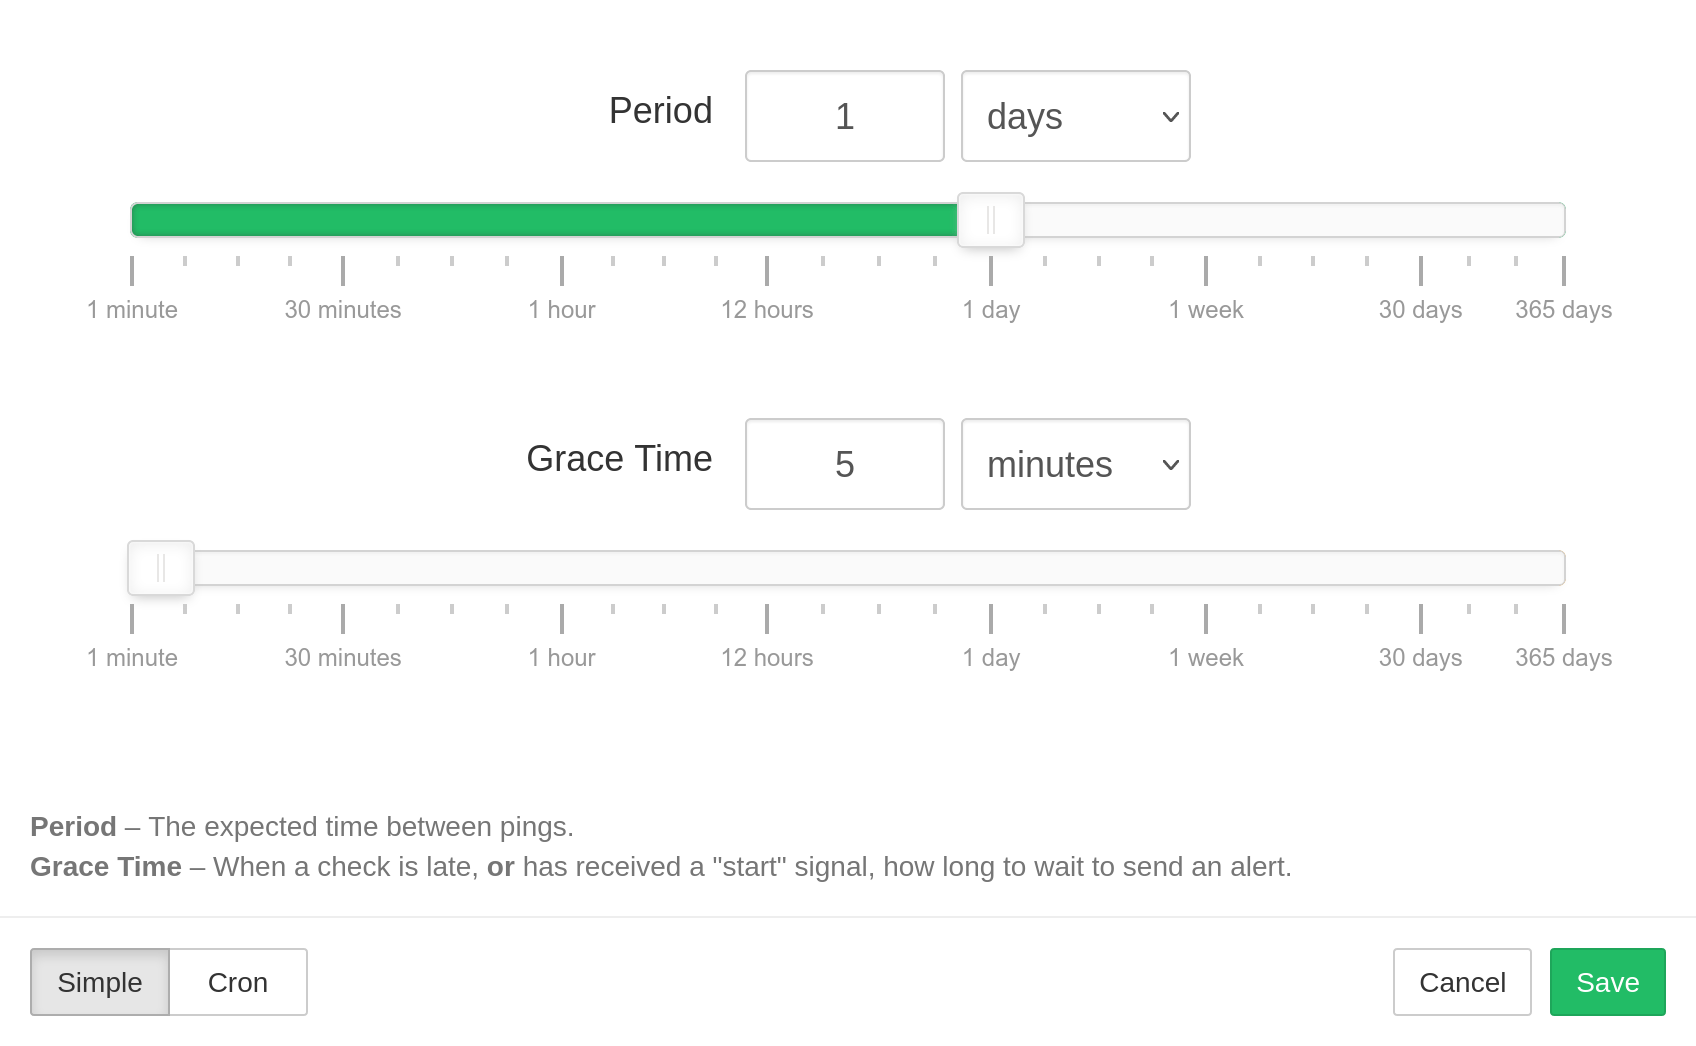 Period 1 days
1 minute 30 minutes 1 hour 12 hours 1 day 1 week 30 days 365 days
Grace Time 5 minutes
1 minute 30 minutes 1 hour 12 hours 1 day 1 week 30 days 365 days
Period – The expected time between pings.
Grace Time – When a check is late, or has received a "start" signal, how long to wait to send an alert.
Simple Cron Cancel Save